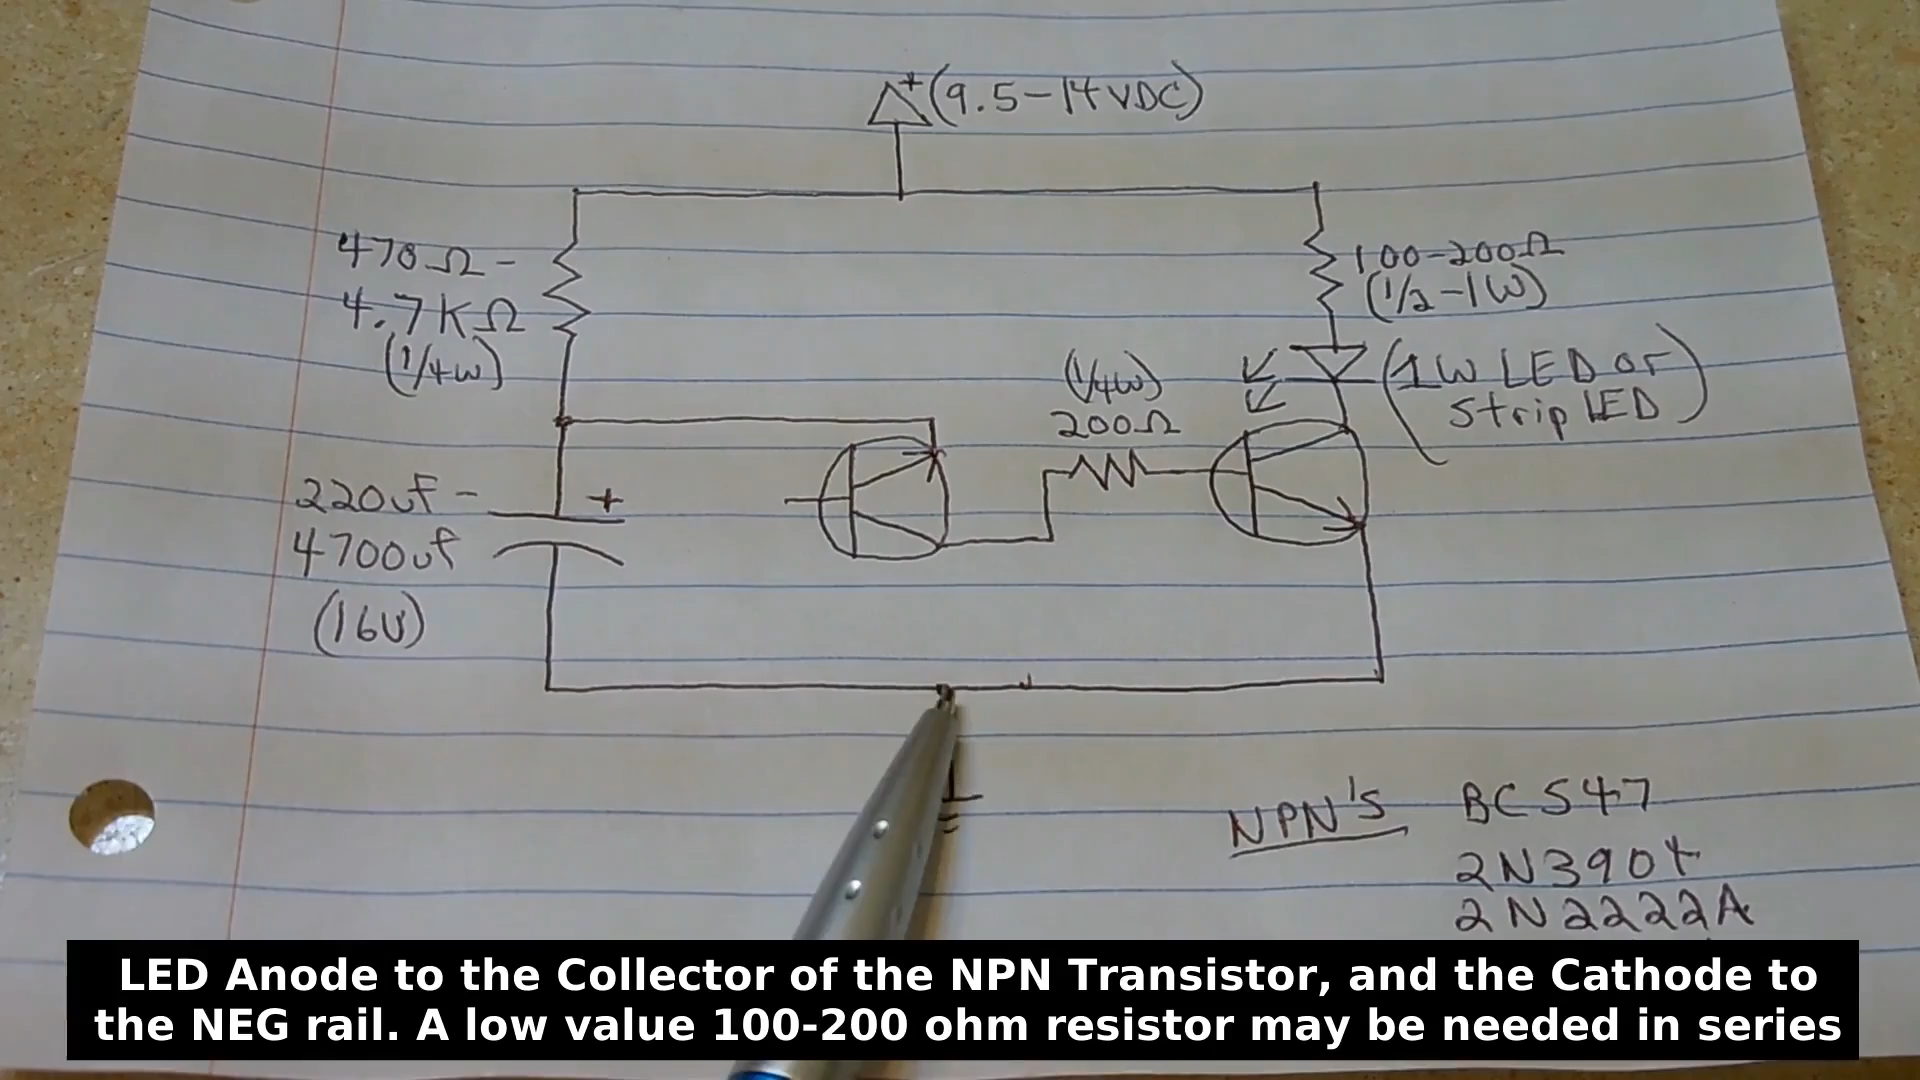 + (9.5-14VDC)
470Ω -
4.7KΩ
(1/4W)
100-200Ω
(1/2-1W)
(1W LED or
Strip LED)
(1/4W)
200Ω
220uf -
4700uf
(16V)
+
NPN'S
BC547
2N3904
2N2222A
LED Anode to the Collector of the NPN Transistor, and the Cathode to
the NEG rail. A low value 100-200 ohm resistor may be needed in series